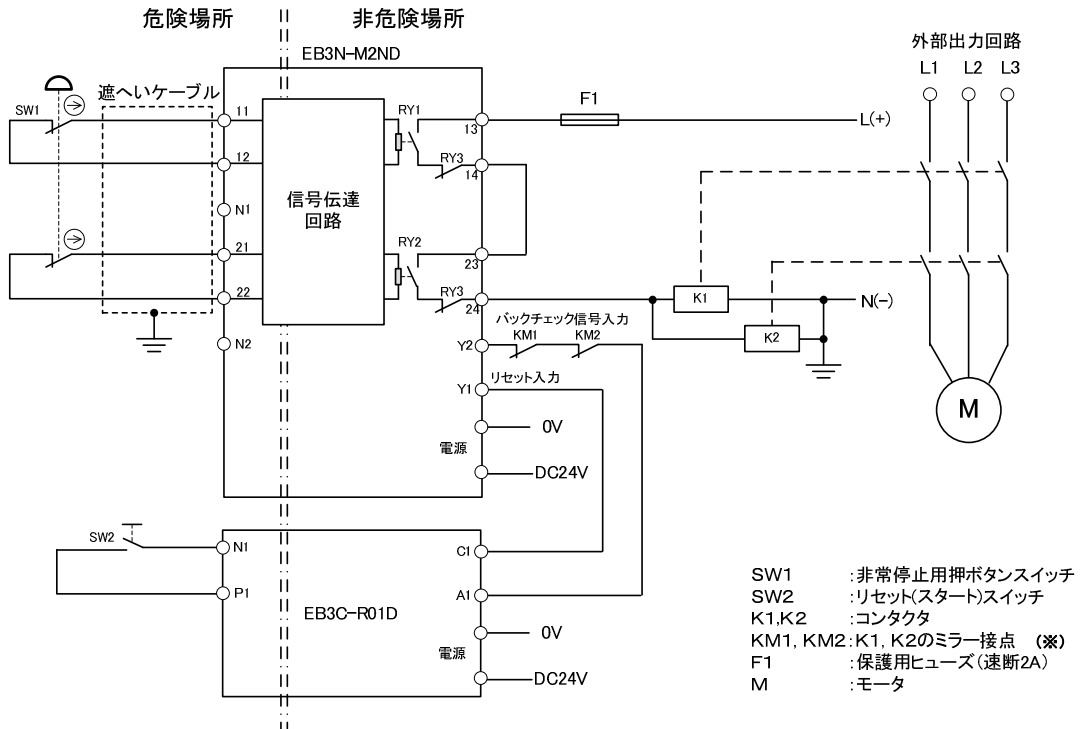 危険場所
非危険場所
EB3N-M2ND
外部出力回路
L1
L2
L3
遮へいケーブル
SW1
11
RY1
13
F1
L(+)
12
RY3
14
信号伝達
回路
N1
21
RY2
23
22
RY3
24
K1
N(-)
K2
バックチェック信号入力
KM1
KM2
N2
Y2
リセット入力
Y1
M
0V
電源
DC24V
SW2
N1
C1
P1
EB3C-R01D
A1
0V
電源
DC24V
SW1 :非常停止用押ボタンスイッチ
SW2 :リセット(スタート)スイッチ
K1,K2 :コンタクタ
KM1, KM2:K1, K2のミラー接点 (※)
F1 :保護用ヒューズ(速断2A)
M :モータ